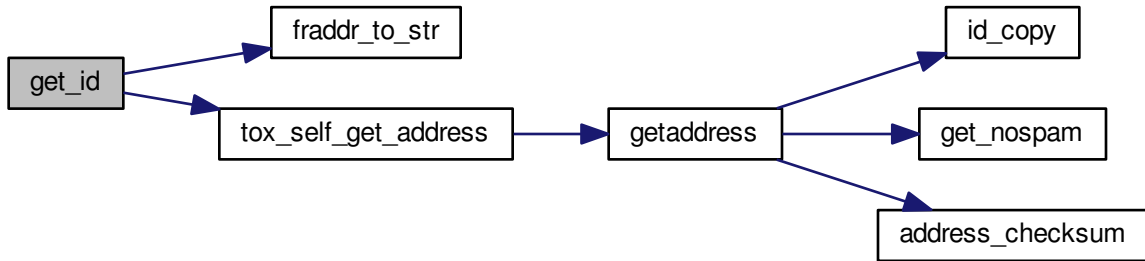 fraddr_to_str
id_copy
get_id
tox_self_get_address
getaddress
get_nospam
address_checksum